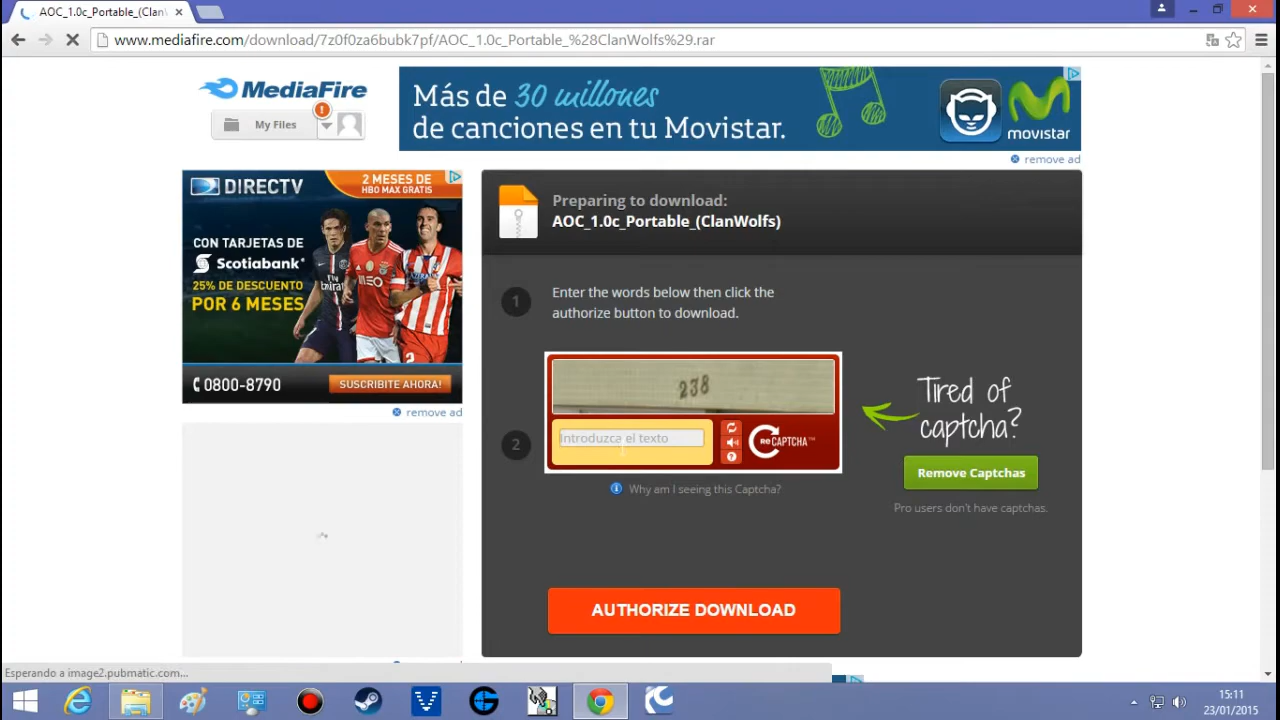 AOC_1.0c_Portable_(ClanW
www.mediafire.com/download/7z0f0za6bubk7pf/AOC_1.0c_Portable_%28ClanWolfs%29.rar
MediaFire
My Files
Más de 30 millones
de canciones en tu Movistar.
movistar
remove ad
DIRECTV
2 MESES DE
HBO MAX GRATIS
CON TARJETAS DE
Scotiabank
25% DE DESCUENTO
POR 6 MESES
0800-8790
SUSCRIBITE AHORA!
remove ad
Preparing to download:
AOC_1.0c_Portable_(ClanWolfs)
1
Enter the words below then click the
authorize button to download.
2
238
Introduzca el texto
reCAPTCHA™
Why am I seeing this Captcha?
Tired of
captcha?
Remove Captchas
Pro users don't have captchas.
AUTHORIZE DOWNLOAD
Esperando a image2.pubmatic.com...
15:11
23/01/2015